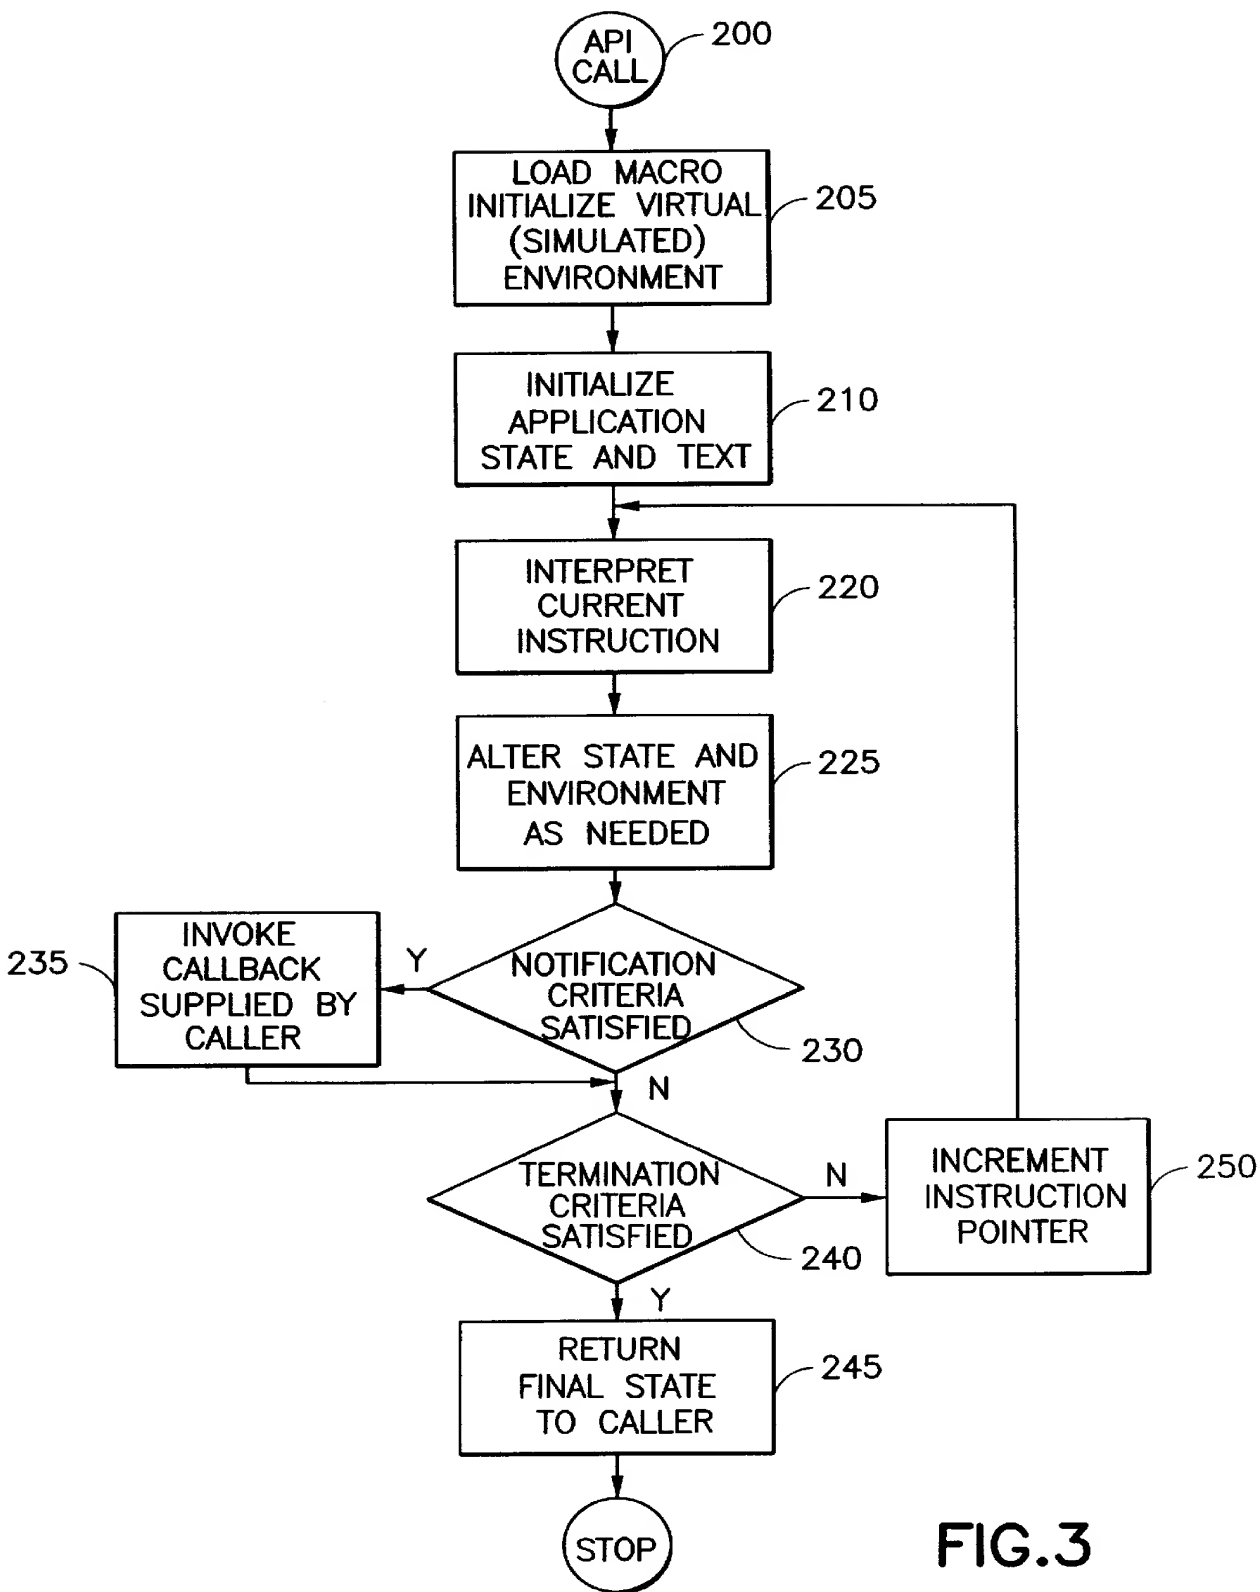 API
CALL
200
LOAD MACRO
INITIALIZE VIRTUAL
(SIMULATED)
ENVIRONMENT
205
INITIALIZE
APPLICATION
STATE AND TEXT
210
INTERPRET
CURRENT
INSTRUCTION
220
ALTER STATE AND
ENVIRONMENT
AS NEEDED
225
INVOKE
CALLBACK
SUPPLIED BY
CALLER
235
Y
NOTIFICATION
CRITERIA
SATISFIED
230
N
TERMINATION
CRITERIA
SATISFIED
240
N
INCREMENT
INSTRUCTION
POINTER
250
Y
RETURN
FINAL STATE
TO CALLER
245
STOP
FIG.3